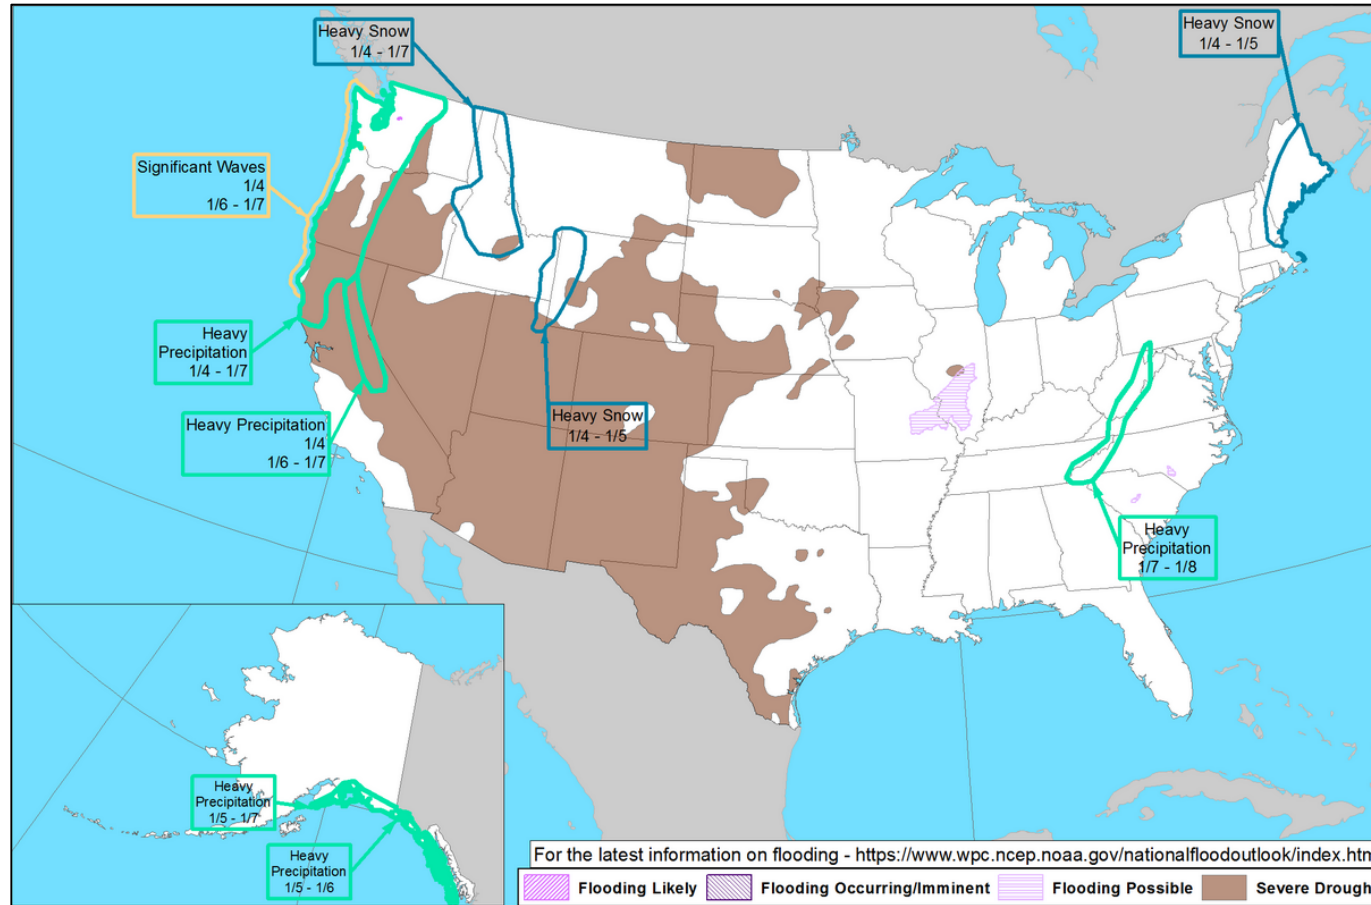 Heavy Snow
1/4 - 1/7
Heavy Snow
1/4 - 1/5
Significant Waves
1/4
1/6 - 1/7
Heavy
Precipitation
1/4 - 1/7
Heavy Precipitation
1/4
1/6 - 1/7
Heavy Snow
1/4 - 1/5
Heavy
Precipitation
1/7 - 1/8
Heavy
Precipitation
1/5 - 1/7
Heavy
Precipitation
1/5 - 1/6
For the latest information on flooding - https://www.wpc.ncep.noaa.gov/nationalfloodoutlook/index.htm
Flooding Likely
Flooding Occurring/Imminent
Flooding Possible
Severe Drough